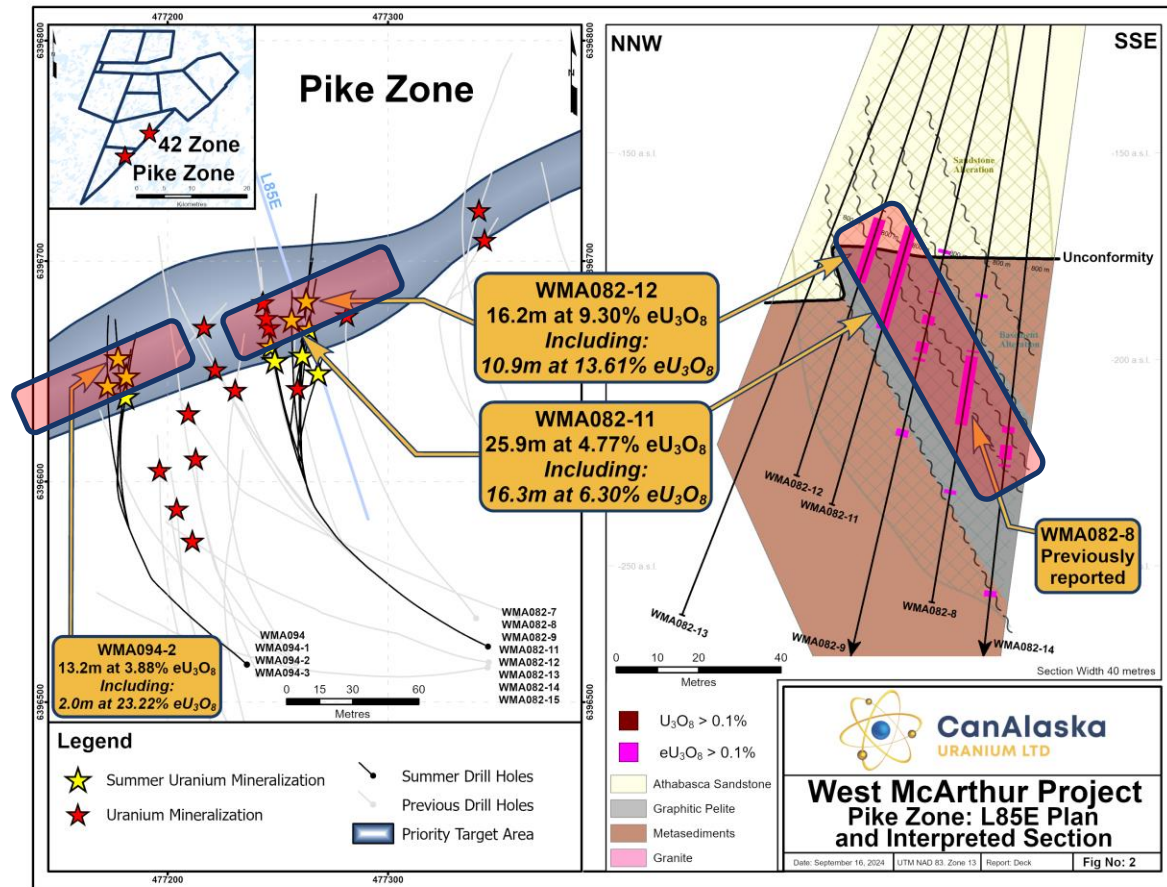 477200
477300
6396800
6396700
6396600
6396500
42 Zone
Pike Zone
0 10 20
Kilometres
Pike Zone
N
L85E
WMA082-12
16.2m at 9.30% eU₃O₈
Including:
10.9m at 13.61% eU₃O₈
WMA082-11
25.9m at 4.77% eU₃O₈
Including:
16.3m at 6.30% eU₃O₈
WMA094-2
13.2m at 3.88% eU₃O₈
Including:
2.0m at 23.22% eU₃O₈
WMA094
WMA094-1
WMA094-2
WMA094-3
WMA082-7
WMA082-8
WMA082-9
WMA082-11
WMA082-12
WMA082-13
WMA082-14
WMA082-15
0 30 60
Metres
Legend
Summer Uranium Mineralization
Uranium Mineralization
Summer Drill Holes
Previous Drill Holes
Priority Target Area
477200
477300
NNW
SSE
-150 a.s.l.
-150 a.s.l.
Sandstone
Alteration
800 m
800 m
800 m
800 m
Unconformity
-200 a.s.l.
Basement
Alteration
WMA082-12
WMA082-11
WMA082-8
Previously
reported
-250 a.s.l.
-250 a.s.l.
WMA082-13
WMA082-9
WMA082-8
WMA082-14
0 20 40
Metres
Section Width 40 metres
U₃O₈ > 0.1%
eU₃O₈ > 0.1%
Athabasca Sandstone
Graphitic Pelite
Metasediments
Granite
CanAlaska
URANIUM LTD
West McArthur Project
Pike Zone: L85E Plan
and Interpreted Section
Date: September 16, 2024
UTM NAD 83. Zone 13
Report: Deck
Fig No: 2